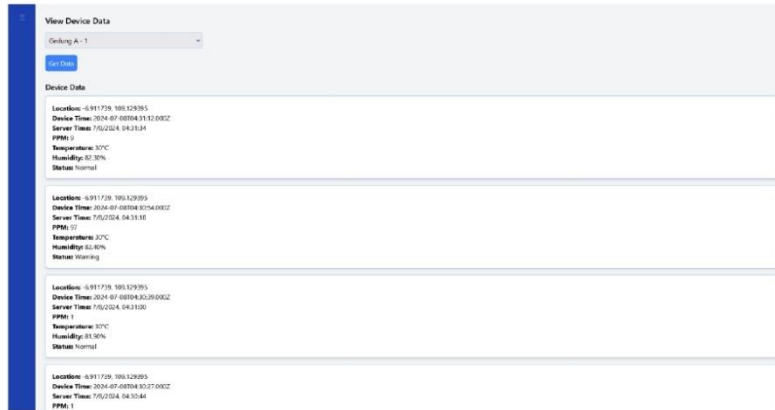 View Device Data
Gedung A - 1
Get Data
Device Data
Location: -6.911739, 109.129395
Device Time: 2024-07-08T04:31:12.000Z
Server Time: 7/8/2024, 04:31:34
PPM: 9
Temperature: 30°C
Humidity: 82.30%
Status: Normal
Location: -6.911739, 109.129395
Device Time: 2024-07-08T04:30:54.000Z
Server Time: 7/8/2024, 04:31:18
PPM: 97
Temperature: 30°C
Humidity: 82.40%
Status: Warning
Location: -6.911739, 109.129395
Device Time: 2024-07-08T04:30:39.000Z
Server Time: 7/8/2024, 04:31:00
PPM: 1
Temperature: 30°C
Humidity: 81.90%
Status: Normal
Location: -6.911739, 109.129395
Device Time: 2024-07-08T04:30:27.000Z
Server Time: 7/8/2024, 04:30:44
PPM: 1